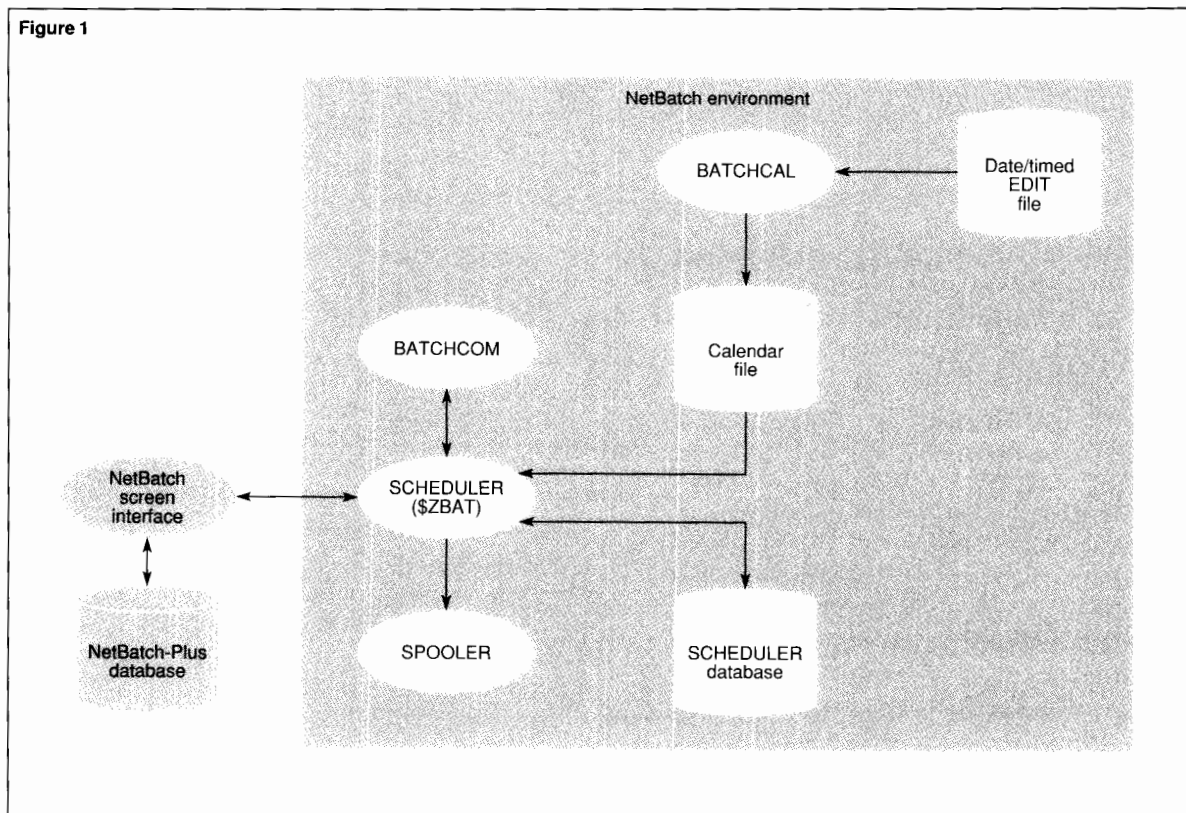 Figure 1
NetBatch environment
BATCHCAL
Date/timed
EDIT
file
BATCHCOM
Calendar
file
NetBatch
screen
interface
SCHEDULER
($ZBAT)
NetBatch-Plus
database
SPOOLER
SCHEDULER
database